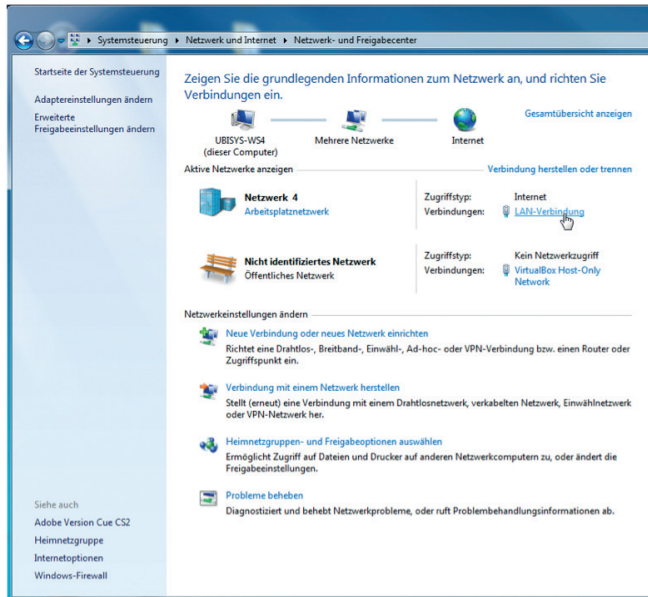 Systemsteuerung ▸ Netzwerk und Internet ▸ Netzwerk- und Freigabecenter
Startseite der Systemsteuerung
Adaptereinstellungen ändern
Erweiterte
Freigabeeinstellungen ändern
Zeigen Sie die grundlegenden Informationen zum Netzwerk an, und richten Sie
Verbindungen ein.
Gesamtübersicht anzeigen
UBISYS-WS4
(dieser Computer)
Mehrere Netzwerke
Internet
Aktive Netzwerke anzeigen
Verbindung herstellen oder trennen
Netzwerk 4
Arbeitsplatznetzwerk
Zugriffstyp: Internet
Verbindungen: LAN-Verbindung
Nicht identifiziertes Netzwerk
Öffentliches Netzwerk
Zugriffstyp: Kein Netzwerkzugriff
Verbindungen: VirtualBox Host-Only
Network
Netzwerkeinstellungen ändern
Neue Verbindung oder neues Netzwerk einrichten
Richtet eine Drahtlos-, Breitband-, Einwähl-, Ad-hoc- oder VPN-Verbindung bzw. einen Router oder
Zugriffspunkt ein.
Verbindung mit einem Netzwerk herstellen
Stellt (erneut) eine Verbindung mit einem Drahtlosnetzwerk, verkabelten Netzwerk, Einwählnetzwerk
oder VPN-Netzwerk her.
Heimnetzgruppen- und Freigabeoptionen auswählen
Ermöglicht Zugriff auf Dateien und Drucker auf anderen Netzwerkcomputern zu, oder ändert die
Freigabeeinstellungen.
Probleme beheben
Diagnostiziert und behebt Netzwerkprobleme, oder ruft Problembehandlungsinformationen ab.
Siehe auch
Adobe Version Cue CS2
Heimnetzgruppe
Internetoptionen
Windows-Firewall